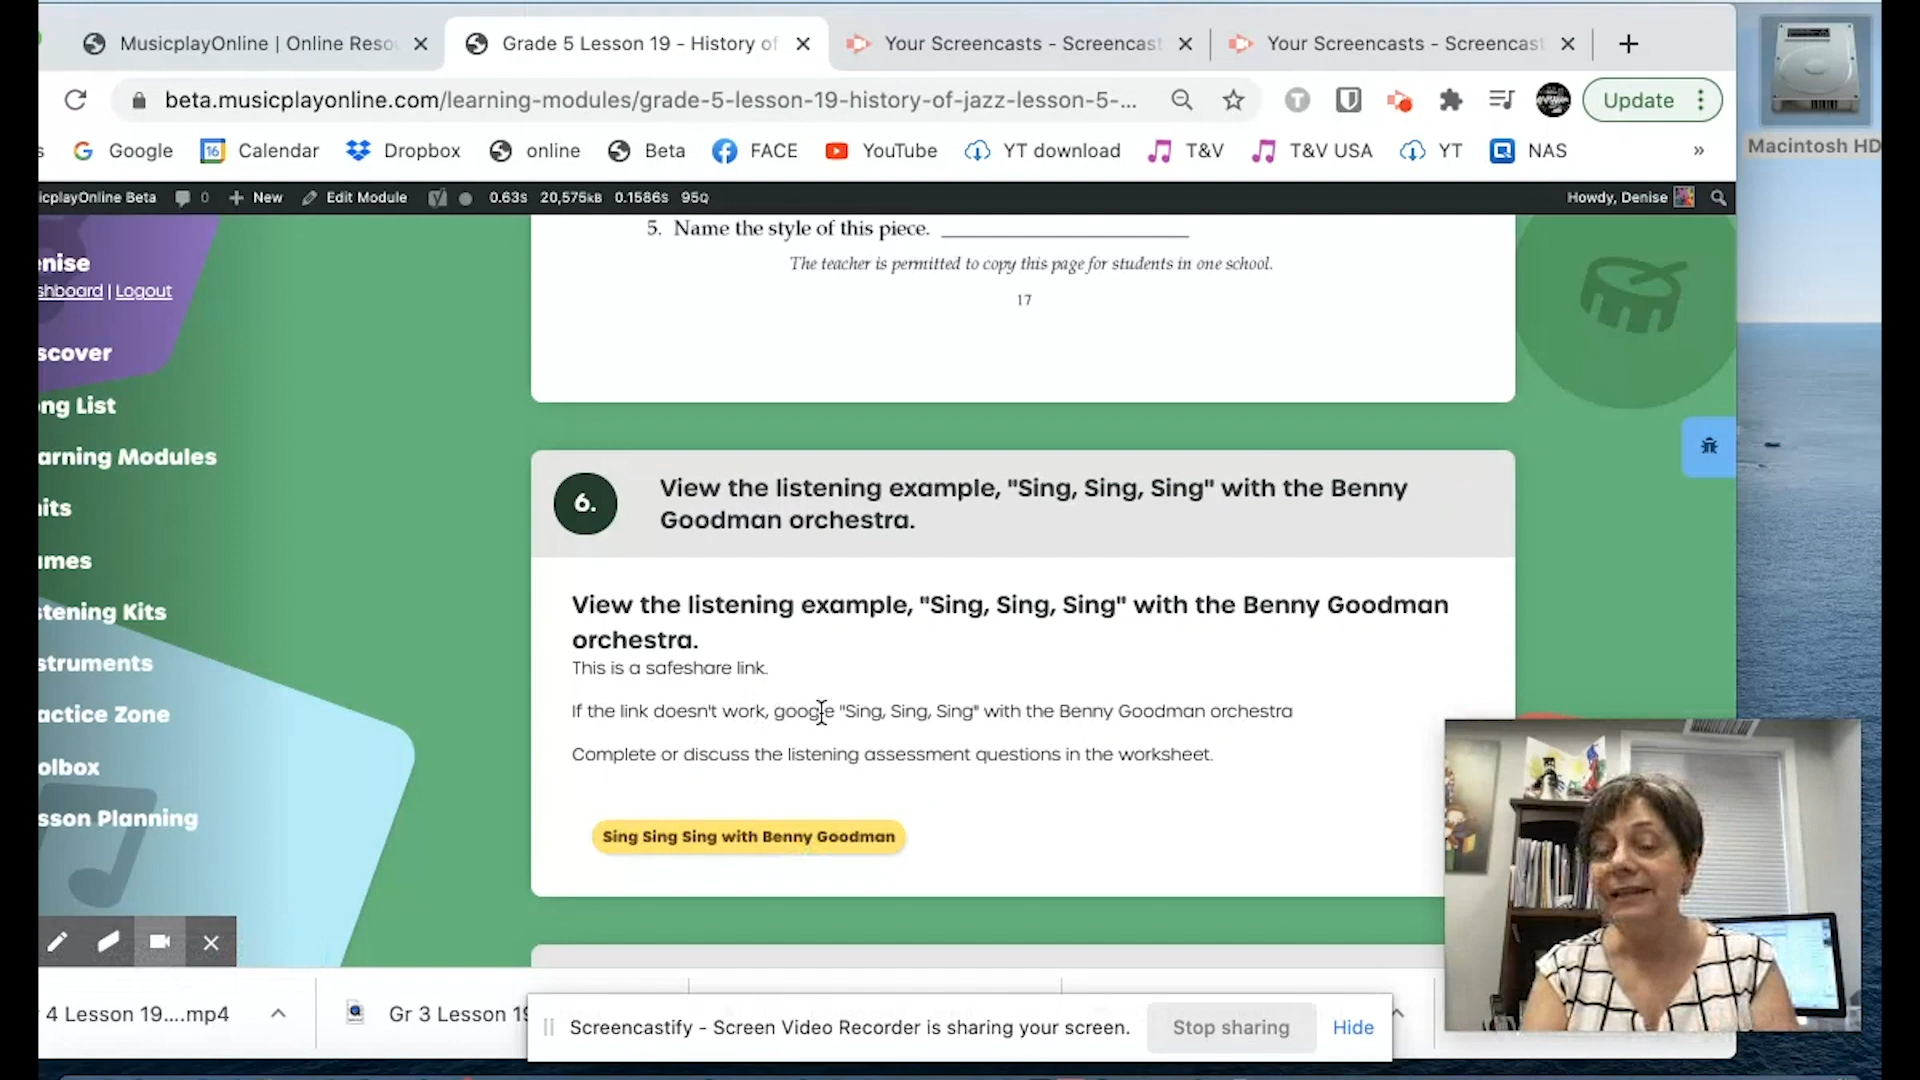 MusicplayOnline | Online Reso
Grade 5 Lesson 19 - History of
Your Screencasts - Screencast
Your Screencasts - Screencast
beta.musicplayonline.com/learning-modules/grade-5-lesson-19-history-of-jazz-lesson-5-...
Update
Macintosh HD
s
Google
16
Calendar
Dropbox
online
Beta
FACE
YouTube
YT download
T&V
T&V USA
YT
NAS
»
icplayOnline Beta
0
+ New
Edit Module
0.63s 20,575kB 0.1586s 95Q
Howdy, Denise
5. Name the style of this piece.
The teacher is permitted to copy this page for students in one school.
17
enise
shboard | Logout
scover
ng List
arning Modules
its
ames
stening Kits
struments
actice Zone
olbox
sson Planning
6.
View the listening example, "Sing, Sing, Sing" with the Benny
Goodman orchestra.
View the listening example, "Sing, Sing, Sing" with the Benny Goodman
orchestra.
This is a safeshare link.
If the link doesn't work, google "Sing, Sing, Sing" with the Benny Goodman orchestra
Complete or discuss the listening assessment questions in the worksheet.
Sing Sing Sing with Benny Goodman
4 Lesson 19....mp4
Gr 3 Lesson 19
Screencastify - Screen Video Recorder is sharing your screen.
Stop sharing
Hide